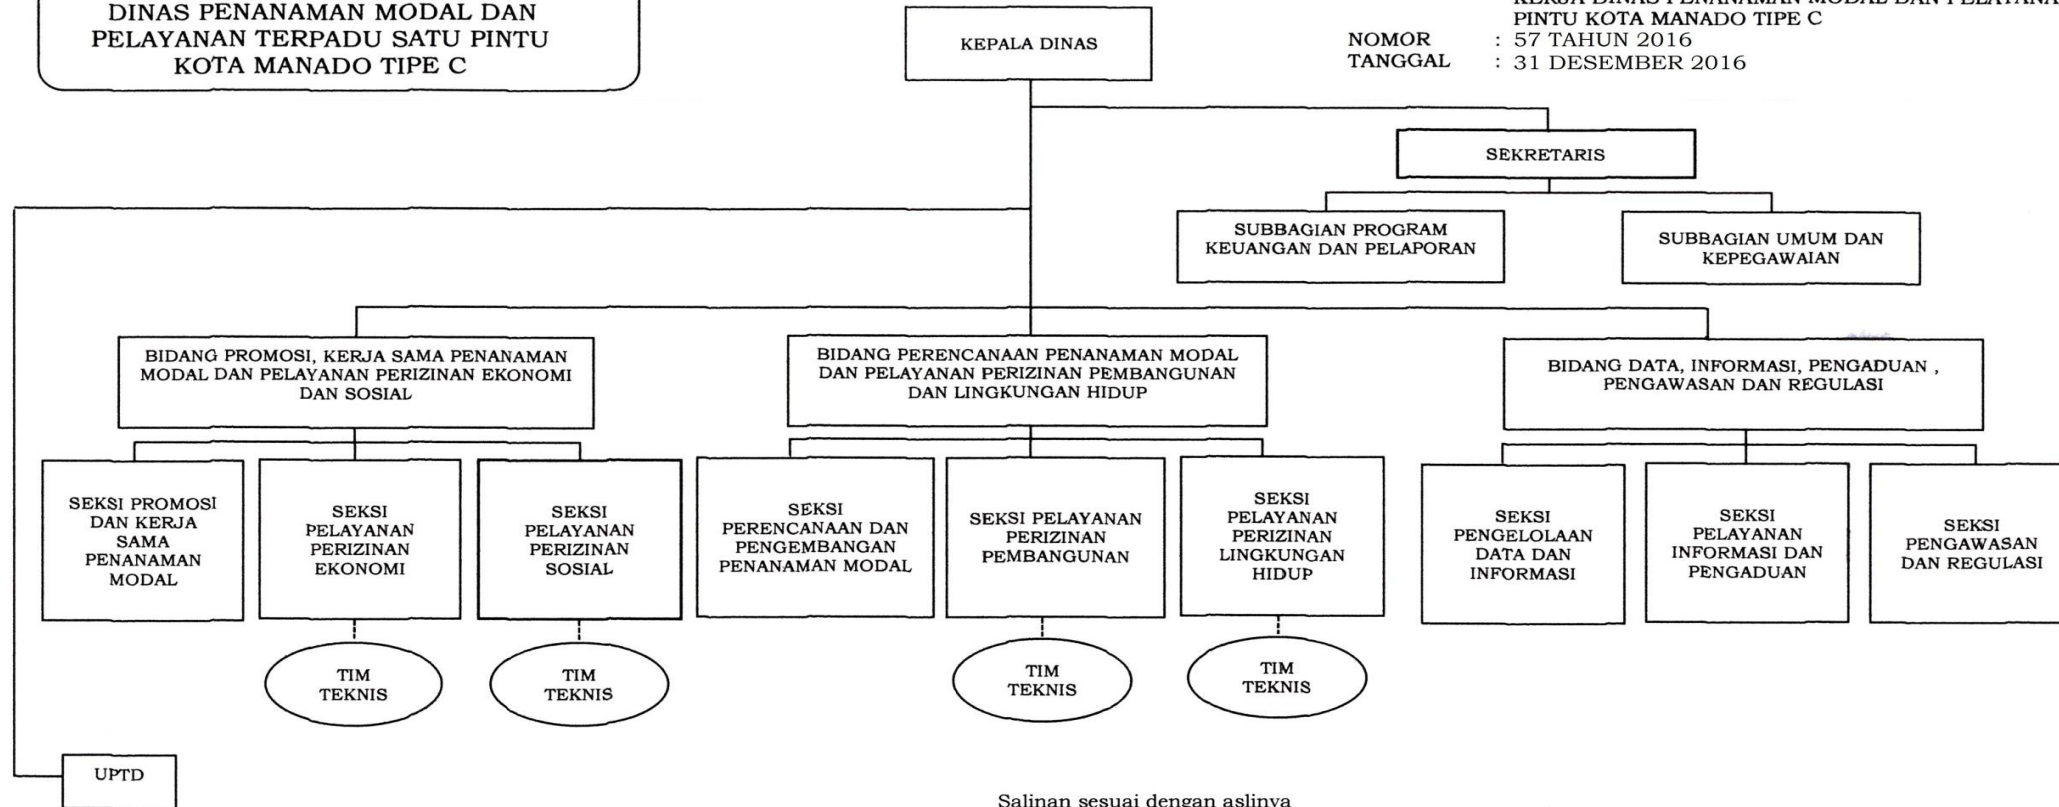 DINAS PENANAMAN MODAL DAN
PELAYANAN TERPADU SATU PINTU
KOTA MANADO TIPE C
KERJA DINAS PENANAMAN MODAL DAN PELAYANA
PINTU KOTA MANADO TIPE C
NOMOR : 57 TAHUN 2016
TANGGAL : 31 DESEMBER 2016
KEPALA DINAS
SEKRETARIS
SUBBAGIAN PROGRAM
KEUANGAN DAN PELAPORAN
SUBBAGIAN UMUM DAN
KEPEGAWAIAN
BIDANG PROMOSI, KERJA SAMA PENANAMAN
MODAL DAN PELAYANAN PERIZINAN EKONOMI
DAN SOSIAL
BIDANG PERENCANAAN PENANAMAN MODAL
DAN PELAYANAN PERIZINAN PEMBANGUNAN
DAN LINGKUNGAN HIDUP
BIDANG DATA, INFORMASI, PENGADUAN ,
PENGAWASAN DAN REGULASI
SEKSI PROMOSI
DAN KERJA
SAMA
PENANAMAN
MODAL
SEKSI
PELAYANAN
PERIZINAN
EKONOMI
SEKSI
PELAYANAN
PERIZINAN
SOSIAL
SEKSI
PERENCANAAN DAN
PENGEMBANGAN
PENANAMAN MODAL
SEKSI PELAYANAN
PERIZINAN
PEMBANGUNAN
SEKSI
PELAYANAN
PERIZINAN
LINGKUNGAN
HIDUP
SEKSI
PENGELOLAAN
DATA DAN
INFORMASI
SEKSI
PELAYANAN
INFORMASI DAN
PENGADUAN
SEKSI
PENGAWASAN
DAN REGULASI
TIM
TEKNIS
TIM
TEKNIS
TIM
TEKNIS
TIM
TEKNIS
UPTD
Salinan sesuai dengan aslinya